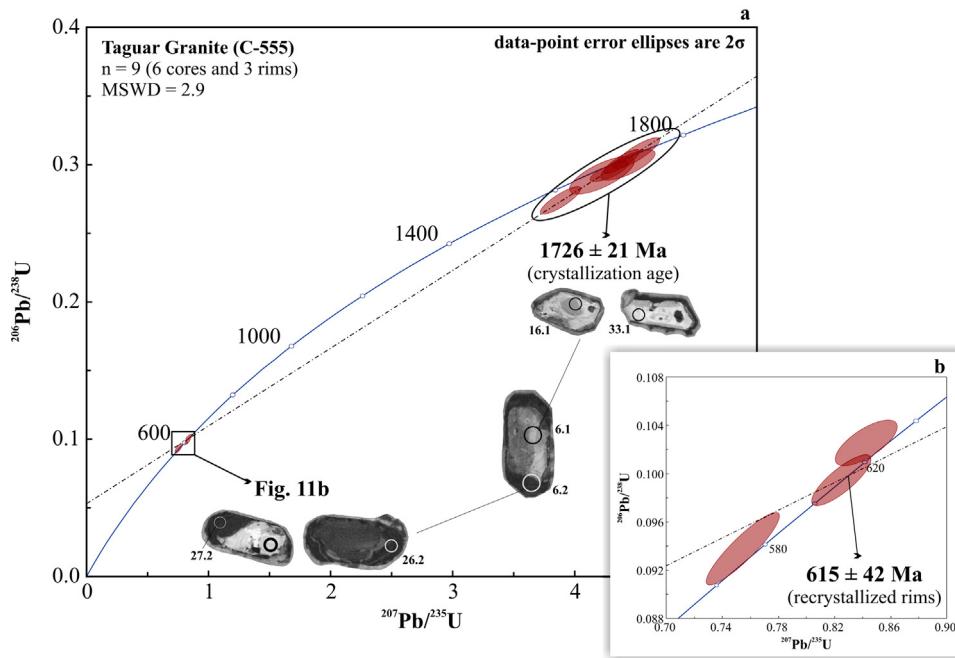 a
Taguar Granite (C-555)
n = 9 (6 cores and 3 rims)
MSWD = 2.9
data-point error ellipses are 2σ
0.4
0.3
0.2
0.1
0.0
²⁰⁶Pb/²³⁸U
0
1
2
3
4
²⁰⁷Pb/²³⁵U
600
1000
1400
1800
1726 ± 21 Ma
(crystallization age)
16.1
33.1
6.1
6.2
Fig. 11b
27.2
26.2
b
0.108
0.104
0.100
0.096
0.092
0.088
²⁰⁶Pb/²³⁸U
620
580
615 ± 42 Ma
(recrystallized rims)
0.70
0.74
0.78
0.82
0.86
0.90
²⁰⁷Pb/²³⁵U